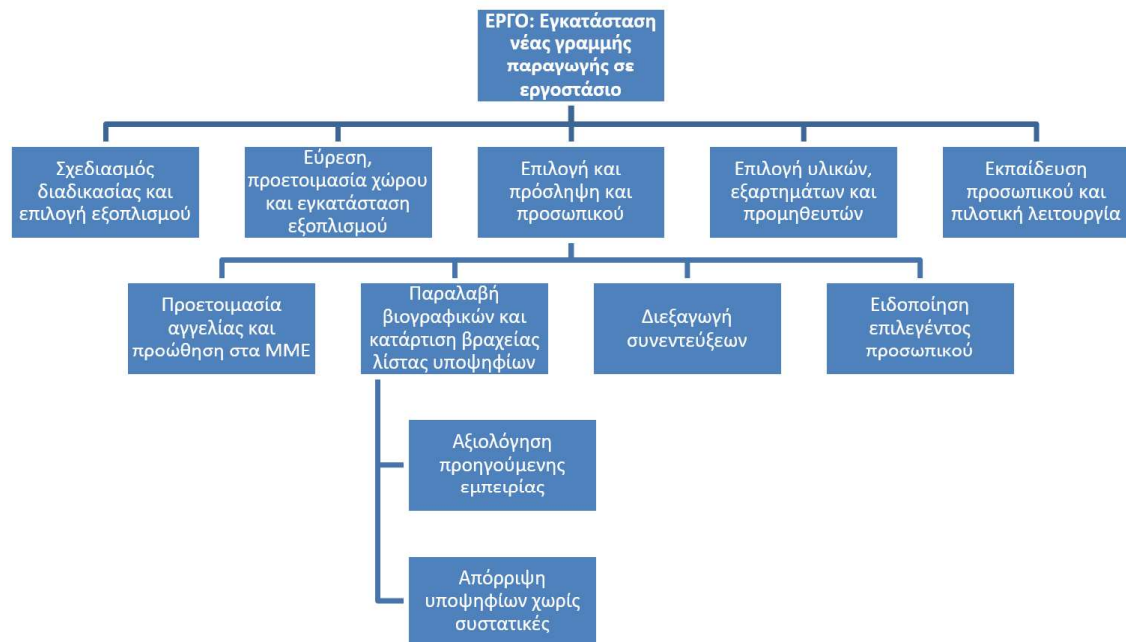 ΕΡΓΟ: Εγκατάσταση
νέας γραμμής
παραγωγής σε
εργοστάσιο
Σχεδιασμός
διαδικασίας και
επιλογή εξοπλισμού
Εύρεση,
προετοιμασία χώρου
και εγκατάσταση
εξοπλισμού
Επιλογή και
πρόσληψη και
προσωπικού
Επιλογή υλικών,
εξαρτημάτων και
προμηθευτών
Εκπαίδευση
προσωπικού και
πιλοτική λειτουργία
Προετοιμασία
αγγελίας και
προώθηση στα ΜΜΕ
Παραλαβή
βιογραφικών και
κατάρτιση βραχείας
λίστας υποψηφίων
Διεξαγωγή
συνεντεύξεων
Ειδοποίηση
επιλεγέντος
προσωπικού
Αξιολόγηση
προηγούμενης
εμπειρίας
Απόρριψη
υποψηφίων χωρίς
συστατικές